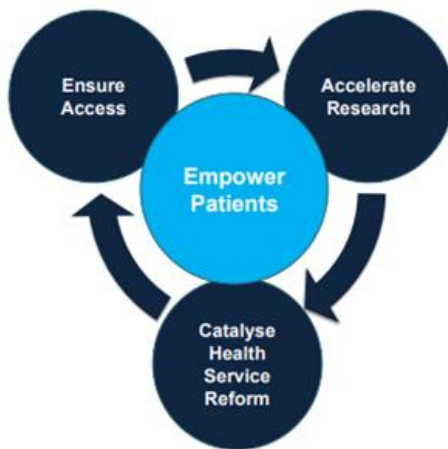 Ensure
Access
Accelerate
Research
Empower
Patients
Catalyse
Health
Service
Reform